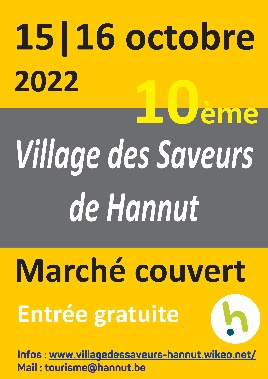 15|16 octobre
2022
10ème
Village des Saveurs
de Hannut
Marché couvert
Entrée gratuite
h
Infos : www.villagedessaveurs-hannut.wikeo.net/
Mail : tourisme@hannut.be